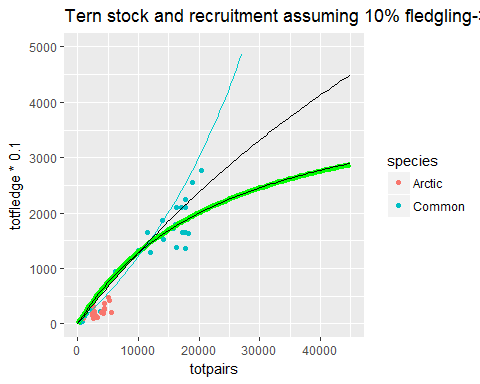 Tern stock and recruitment assuming 10% fledgling-
5000
4000
3000
2000
1000
0
totfledge * 0.1
0
10000
20000
30000
40000
totpairs
species
Arctic
Common